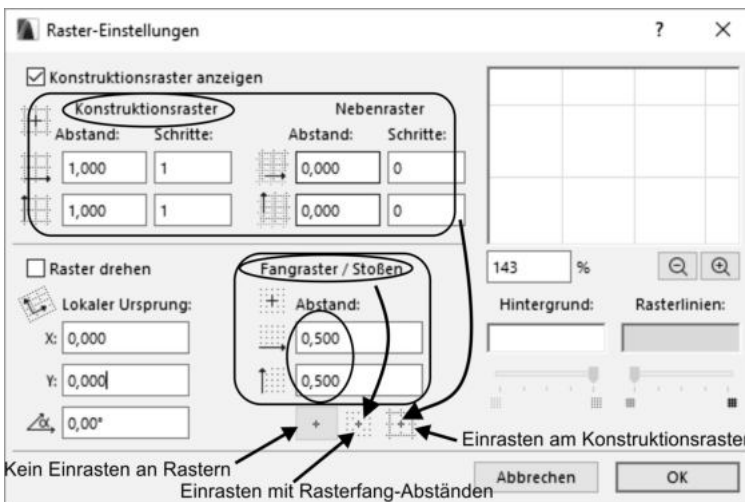 Raster-Einstellungen ? ×
Konstruktionsraster anzeigen
Konstruktionsraster Nebenraster
Abstand: Schritte: Abstand: Schritte:
1,000 1 0,000 0
1,000 1 0,000 0
Raster drehen Fangraster / Stoßen 143 %
Lokaler Ursprung: Abstand: Hintergrund: Rasterlinien:
X: 0,000 0,500
Y: 0,000 0,500
α 0,00°
Einrasten am Konstruktionsraster
Kein Einrasten an Rastern
Einrasten mit Rasterfang-Abständen
Abbrechen OK